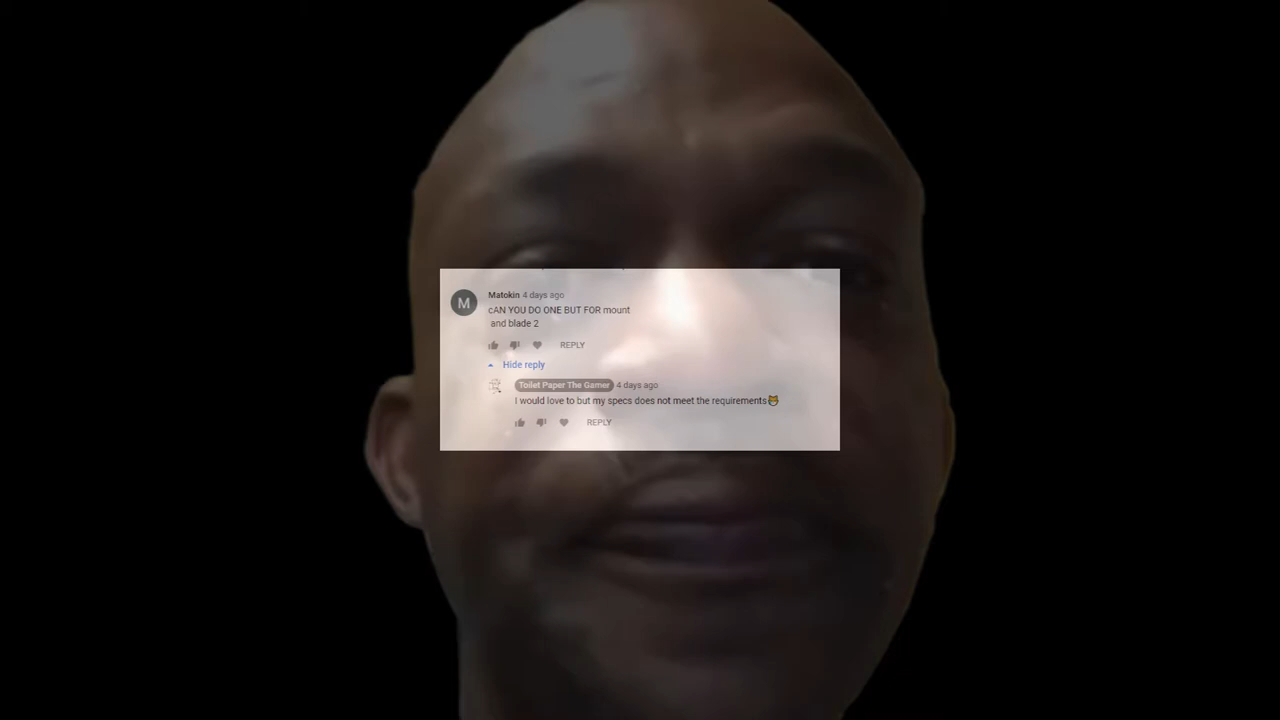 M
Matokin 4 days ago
cAN YOU DO ONE BUT FOR mount
and blade 2
REPLY
Hide reply
Toilet Paper The Gamer 4 days ago
I would love to but my specs does not meet the requirements😹
REPLY